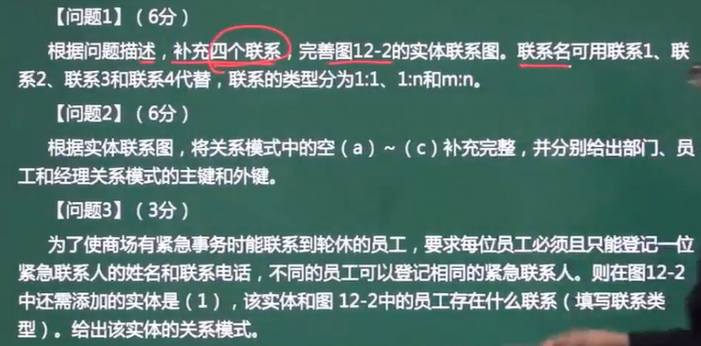 【问题1】（6分）
根据问题描述，补充四个联系，完善图12-2的实体联系图。联系名可用联系1、联
系2、联系3和联系4代替，联系的类型分为1:1、1:n和m:n。
【问题2】（6分）
根据实体联系图，将关系模式中的空（a）～（c）补充完整，并分别给出部门、员
工和经理关系模式的主键和外键。
【问题3】（3分）
为了使商场有紧急事务时能联系到轮休的员工，要求每位员工必须且只能登记一位
紧急联系人的姓名和联系电话，不同的员工可以登记相同的紧急联系人。则在图12-2
中还需添加的实体是（1），该实体和图 12-2中的员工存在什么联系（填写联系类
型）。给出该实体的关系模式。